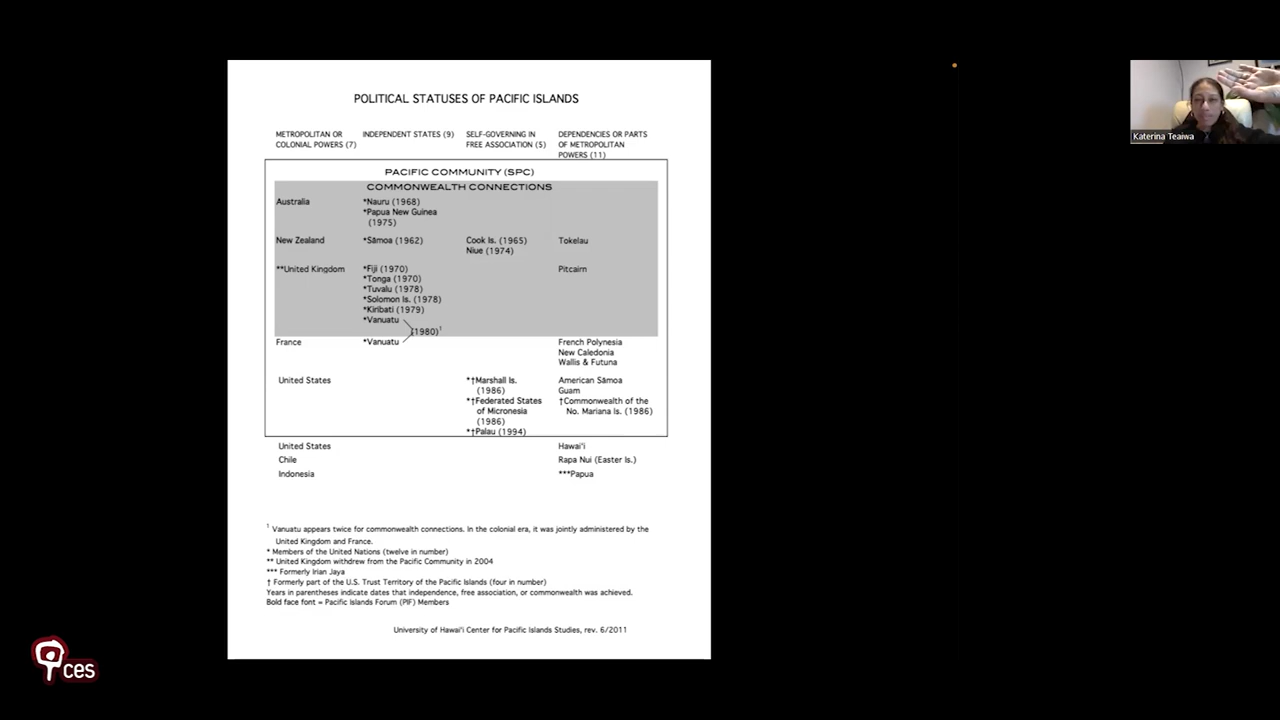 POLITICAL STATUSES OF PACIFIC ISLANDS
METROPOLITAN OR COLONIAL POWERS (7)
INDEPENDENT STATES (9)
SELF-GOVERNING IN FREE ASSOCIATION (5)
DEPENDENCIES OR PARTS OF METROPOLITAN POWERS (11)
PACIFIC COMMUNITY (SPC)
COMMONWEALTH CONNECTIONS
Australia *Nauru (1968)
*Papua New Guinea
(1975)
New Zealand *Sāmoa (1962) Cook Is. (1965) Tokelau
Niue (1974)
**United Kingdom *Fiji (1970) Pitcairn
*Tonga (1970)
*Tuvalu (1978)
*Solomon Is. (1978)
*Kiribati (1979)
*Vanuatu
(1980)¹
France *Vanuatu French Polynesia
New Caledonia
Wallis & Futuna
United States *†Marshall Is. American Sāmoa
(1986) Guam
*†Federated States †Commonwealth of the
of Micronesia No. Mariana Is. (1986)
(1986)
*†Palau (1994)
United States Hawaiʻi
Chile Rapa Nui (Easter Is.)
Indonesia ***Papua
¹ Vanuatu appears twice for commonwealth connections. In the colonial era, it was jointly administered by the
United Kingdom and France.
* Members of the United Nations (twelve in number)
** United Kingdom withdrew from the Pacific Community in 2004
*** Formerly Irian Jaya
† Formerly part of the U.S. Trust Territory of the Pacific Islands (four in number)
Years in parentheses indicate dates that independence, free association, or commonwealth was achieved.
Bold face font = Pacific Islands Forum (PIF) Members
University of Hawaiʻi Center for Pacific Islands Studies, rev. 6/2011
Katerina Teaiwa
ces